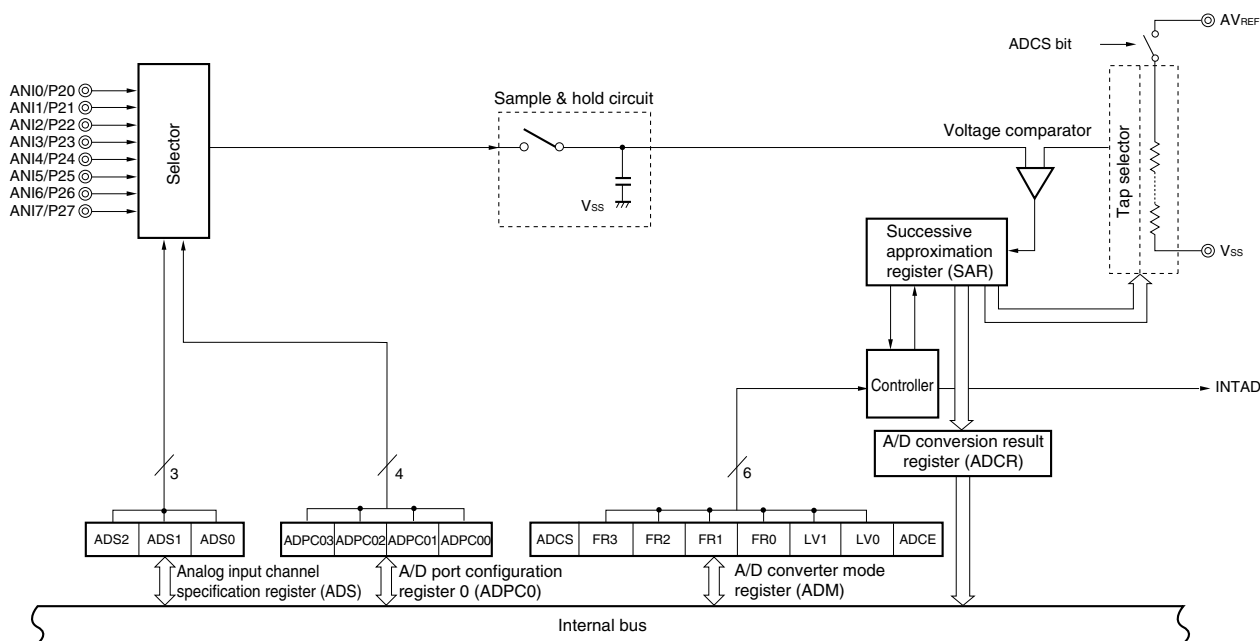 AVREF
ADCS bit
ANI0/P20
ANI1/P21
ANI2/P22
ANI3/P23
ANI4/P24
ANI5/P25
ANI6/P26
ANI7/P27
Selector
Sample & hold circuit
VSS
Voltage comparator
Tap selector
VSS
Successive
approximation
register (SAR)
Controller
INTAD
A/D conversion result
register (ADCR)
3
4
6
ADS2 ADS1 ADS0
ADPC03 ADPC02 ADPC01 ADPC00
ADCS FR3 FR2 FR1 FR0 LV1 LV0 ADCE
Analog input channel
specification register (ADS)
A/D port configuration
register 0 (ADPC0)
A/D converter mode
register (ADM)
Internal bus